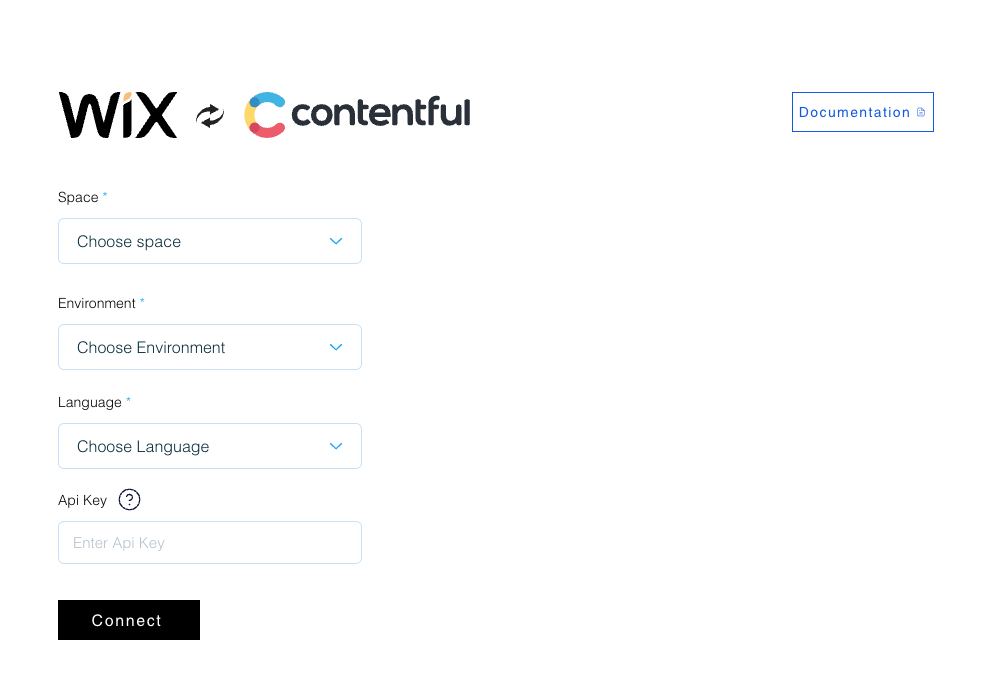 WiX contentful
Documentation
Space *
Choose space
Environment *
Choose Environment
Language *
Choose Language
Api Key ?
Enter Api Key
Connect